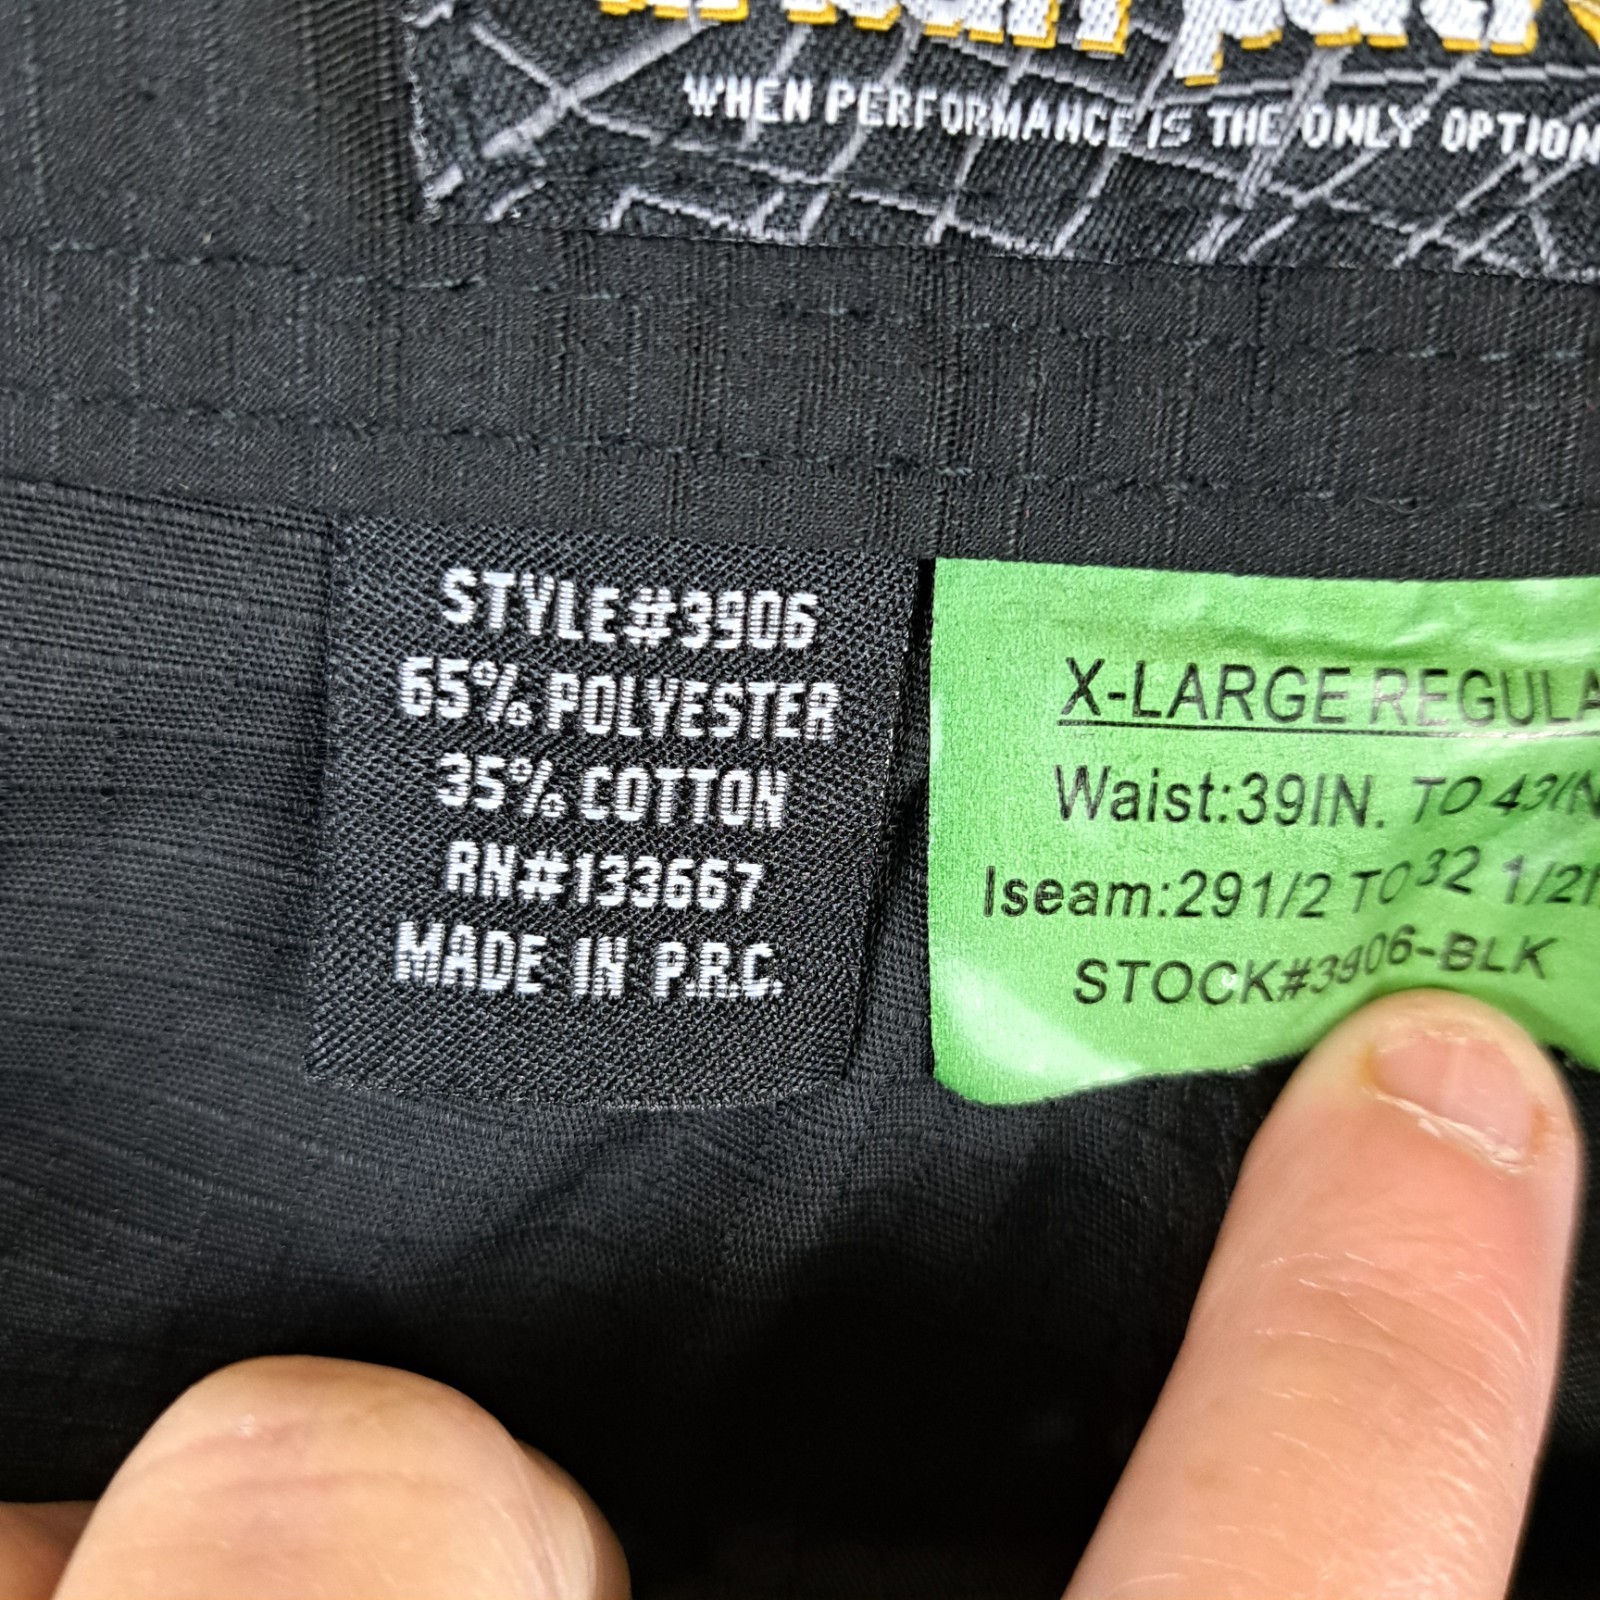 WHEN PERFORMANCE IS THE ONLY OPTION
STYLE#3906
65% POLYESTER
35% COTTON
RN#133667
MADE IN P.R.C.
X-LARGE REGULA
Waist:39IN. TO 43IN
Iseam:291/2 TO 32 1/2I
STOCK#3906-BLK